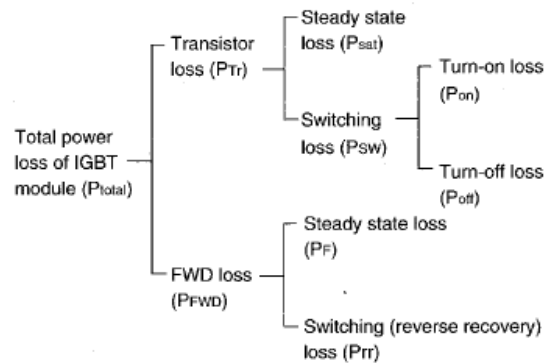 Total power
loss of IGBT
module (Ptotal)
Transistor
loss (PTr)
Steady state
loss (Psat)
Switching
loss (PSW)
Turn-on loss
(Pon)
Turn-off loss
(Poff)
FWD loss
(PFWD)
Steady state loss
(PF)
Switching (reverse recovery)
loss (Prr)